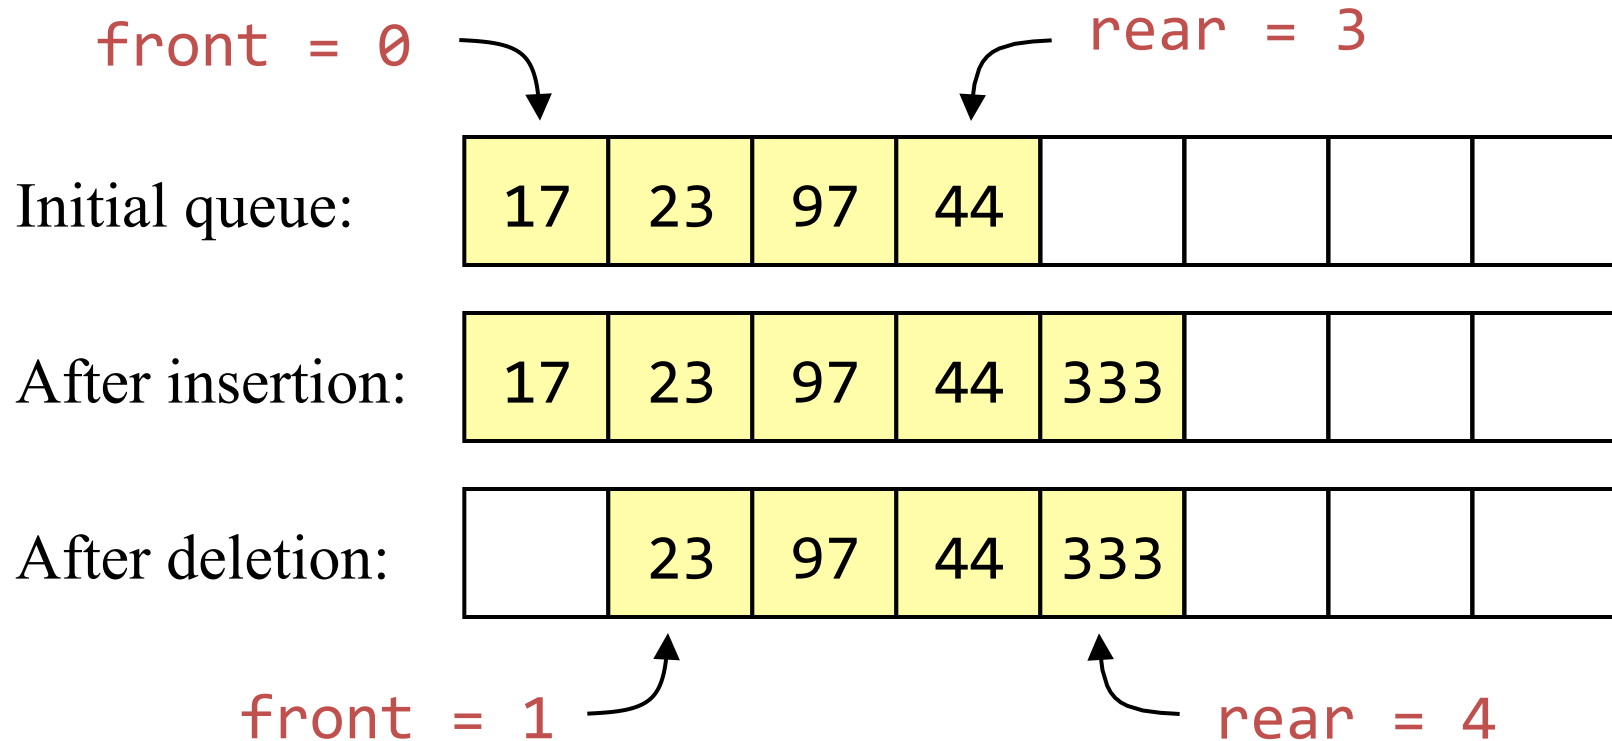 front = 0
rear = 3
Initial queue: 17 23 97 44
After insertion: 17 23 97 44 333
After deletion: 23 97 44 333
front = 1
rear = 4